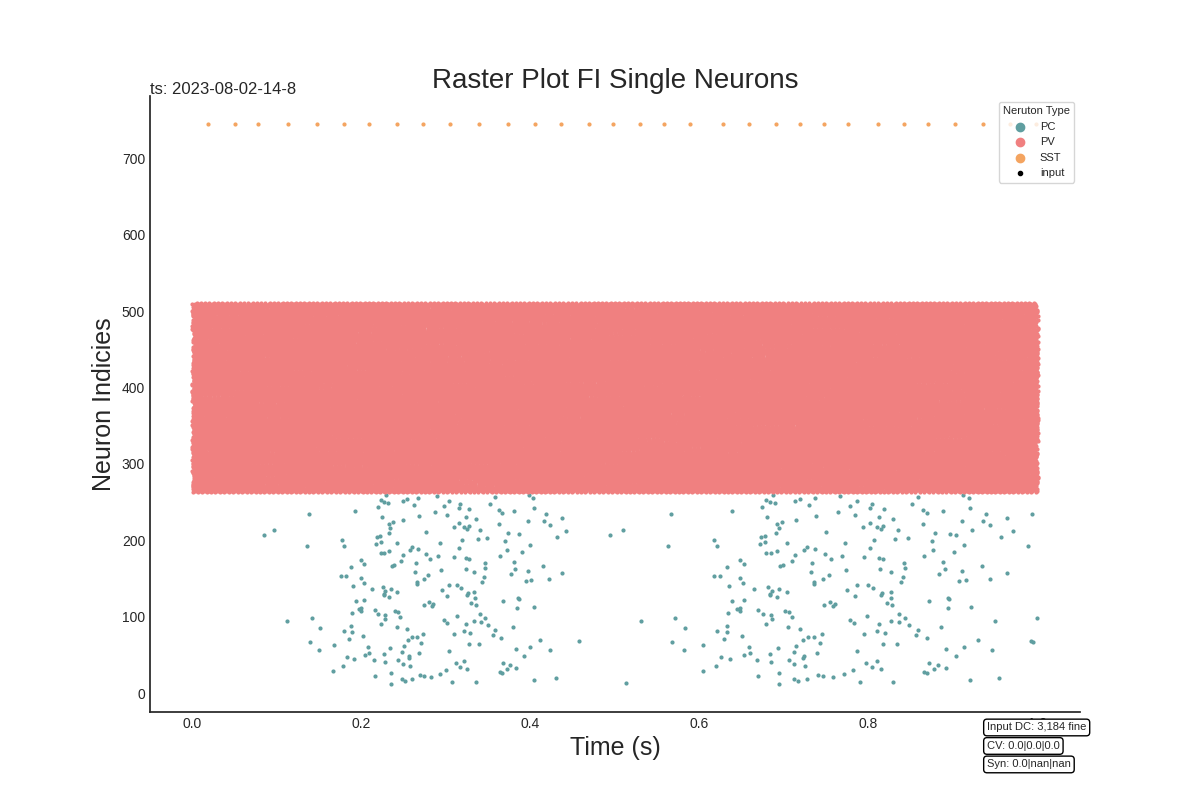 Raster Plot FI Single Neurons
ts: 2023-08-02-14-8
Neruton Type
PC
PV
SST
input
Neuron Indicies
700
600
500
400
300
200
100
0
0.0 0.2 0.4 0.6 0.8
Time (s)
Input DC: 3,184 fine
CV: 0.0|0.0|0.0
Syn: 0.0|nan|nan